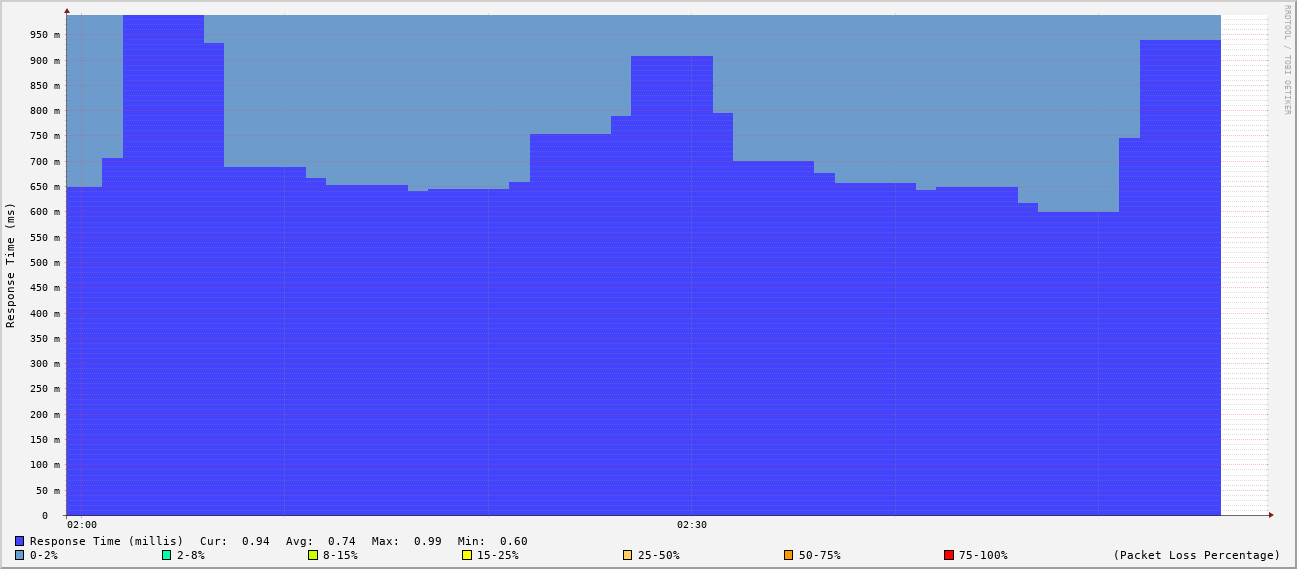 RRDTOOL / TOBI OETIKER
Response Time (ms)
950 m
900 m
850 m
800 m
750 m
700 m
650 m
600 m
550 m
500 m
450 m
400 m
350 m
300 m
250 m
200 m
150 m
100 m
50 m
0
02:00 02:30
Response Time (millis) Cur: 0.94 Avg: 0.74 Max: 0.99 Min: 0.60
0-2% 2-8% 8-15% 15-25% 25-50% 50-75% 75-100% (Packet Loss Percentage)